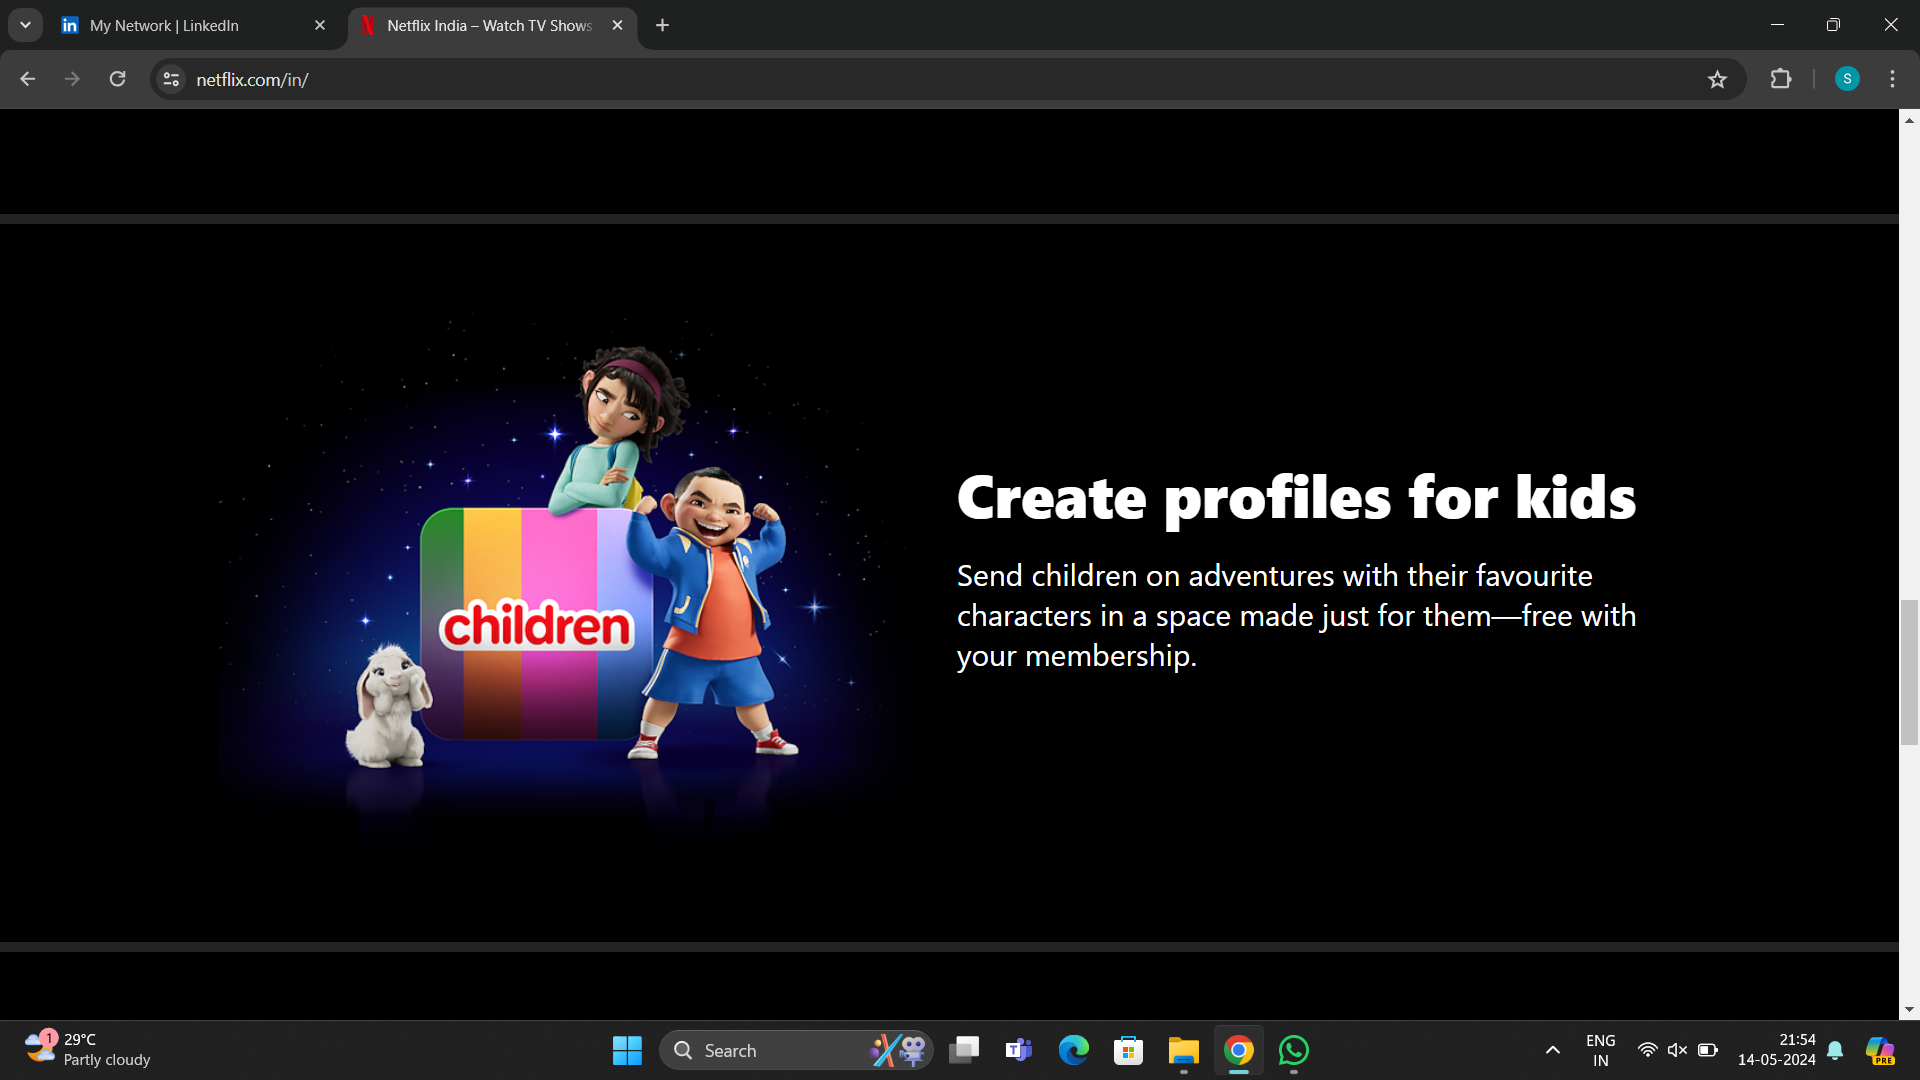 My Network | LinkedIn
Netflix India – Watch TV Shows
netflix.com/in/
S
Create profiles for kids
Send children on adventures with their favourite
characters in a space made just for them—free with
your membership.
children
1
29°C
Partly cloudy
Search
ENG
IN
21:54
14-05-2024
PRE